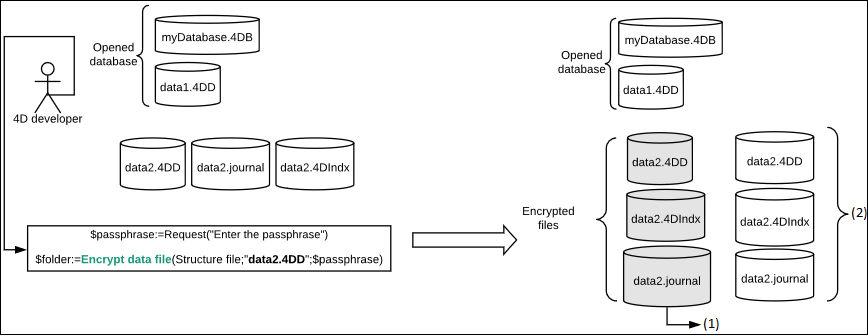 Opened
database
myDatabase.4DB
data1.4DD
4D developer
data2.4DD
data2.journal
data2.4DIndx
$passphrase:=Request("Enter the passphrase")
$folder:=Encrypt data file(Structure file;"data2.4DD";$passphrase)
Opened
database
myDatabase.4DB
data1.4DD
Encrypted
files
data2.4DD
data2.4DIndx
data2.journal
data2.4DD
data2.4DIndx
data2.journal
(2)
(1)